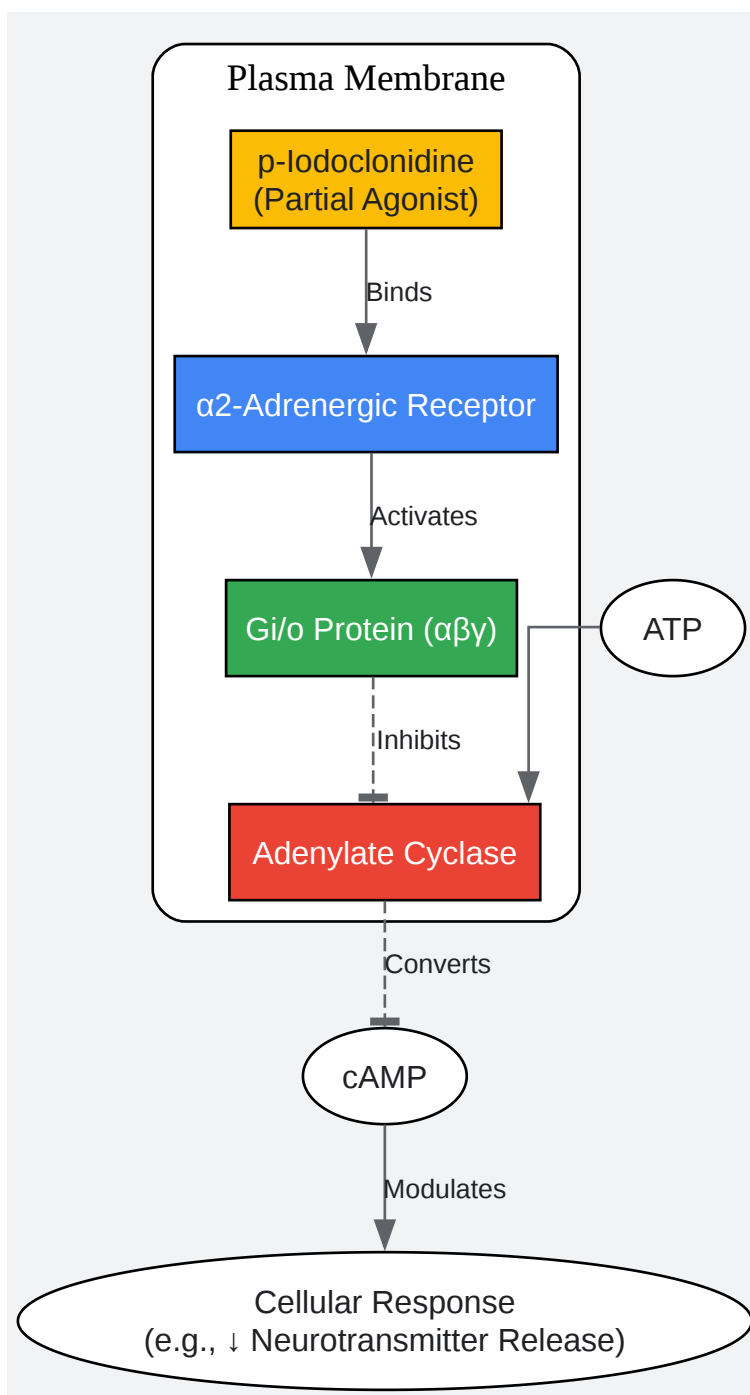 Plasma Membrane
p-Iodoclonidine
(Partial Agonist)
Binds
α2-Adrenergic Receptor
Activates
Gi/o Protein (αβγ)
ATP
Inhibits
Adenylate Cyclase
Converts
cAMP
Modulates
Cellular Response
(e.g., ↓ Neurotransmitter Release)